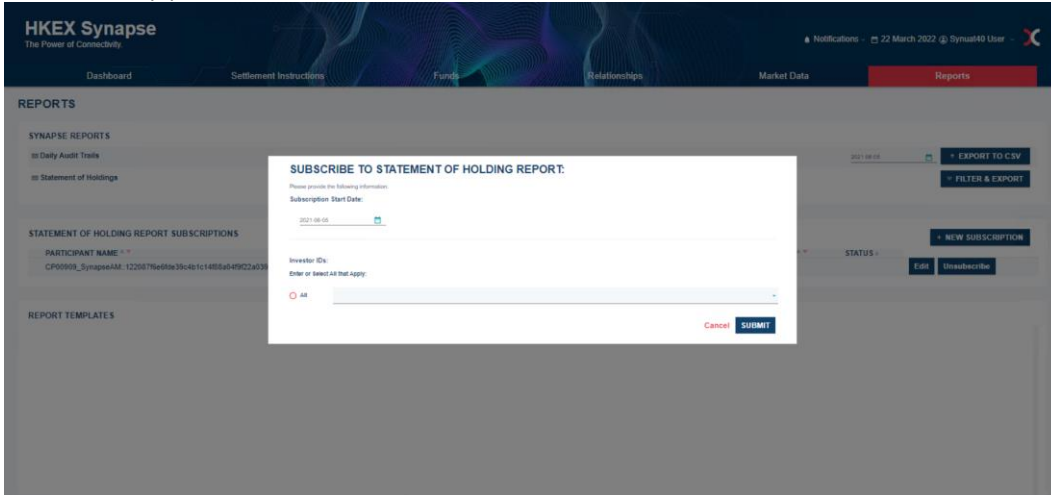 HKEX Synapse
The Power of Connectivity.
Notifications
22 March 2022
Synuat40 User
Dashboard
Settlement Instructions
Funds
Relationships
Market Data
Reports
REPORTS
SYNAPSE REPORTS
Daily Audit Trails
+ EXPORT TO CSV
Statement of Holdings
FILTER & EXPORT
SUBSCRIBE TO STATEMENT OF HOLDING REPORT:
Please provide the following information:
Subscription Start Date:
Investor IDs:
Enter or Select All that Apply:
All
Cancel
SUBMIT
STATEMENT OF HOLDING REPORT SUBSCRIPTIONS
+ NEW SUBSCRIPTION
PARTICIPANT NAME
STATUS
Edit
Unsubscribe
REPORT TEMPLATES